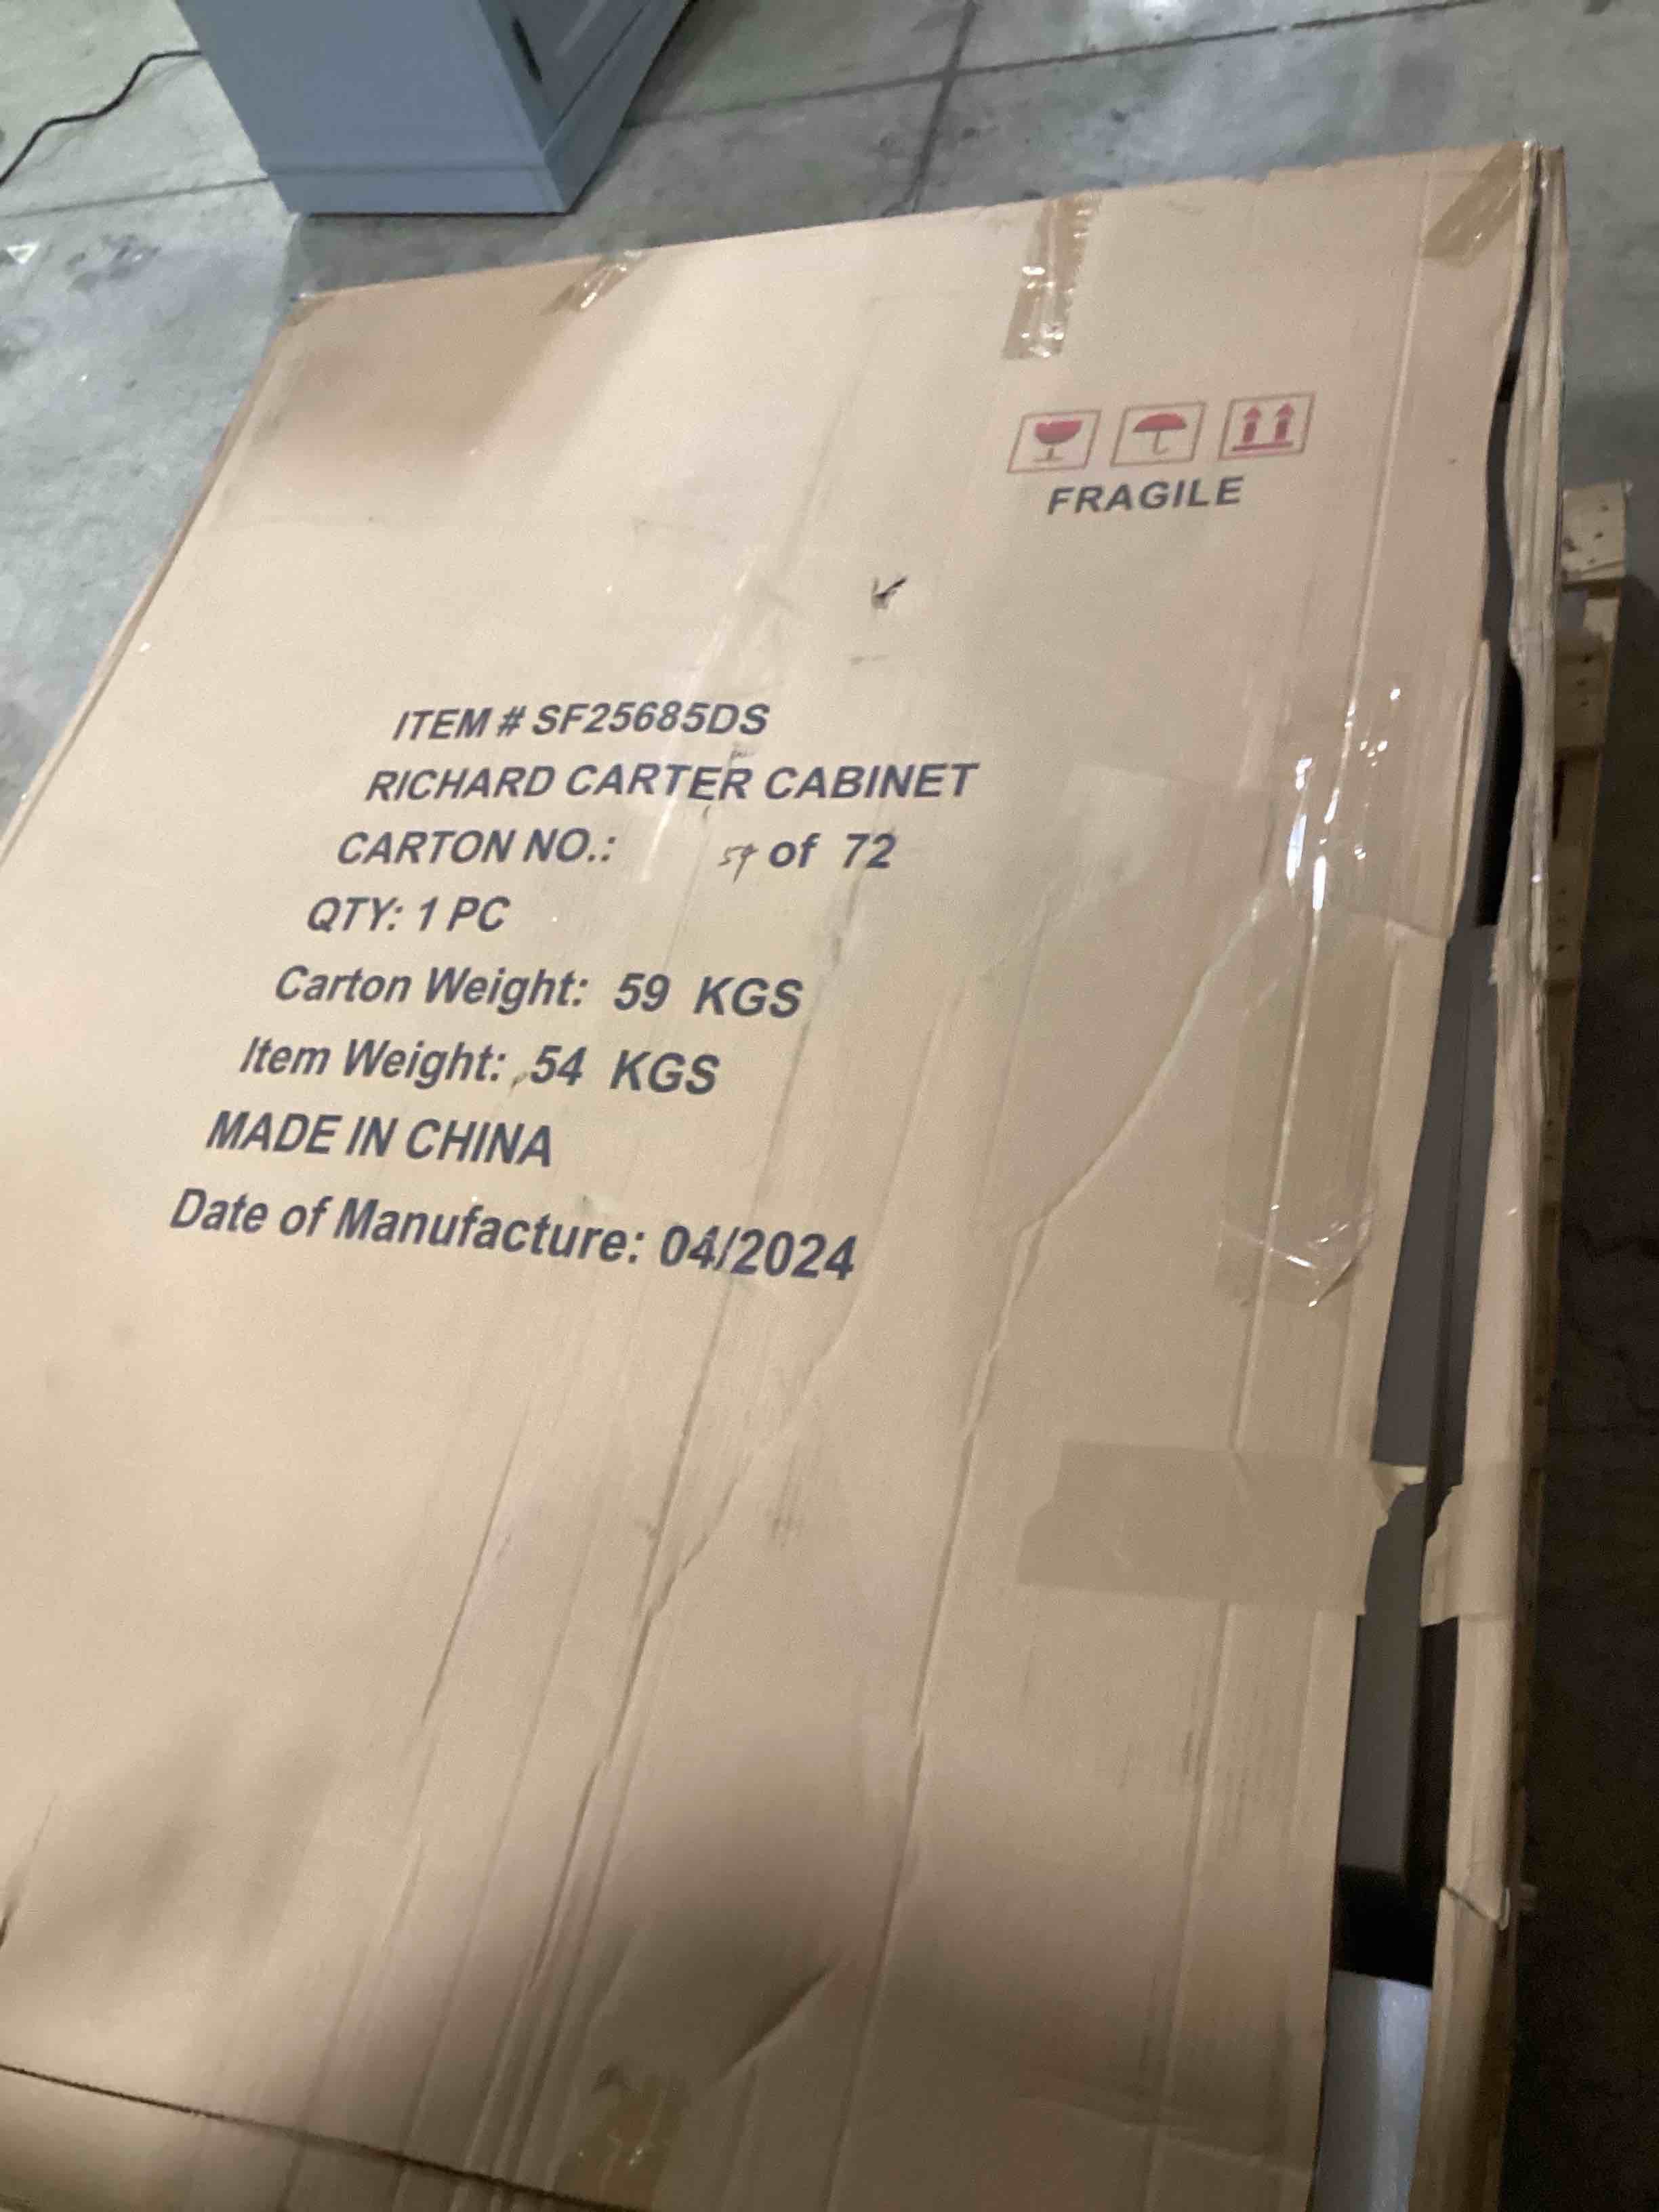 FRAGILE
ITEM # SF25685DS
RICHARD CARTER CABINET
CARTON NO.: of 72
QTY: 1 PC
Carton Weight: 59 KGS
Item Weight: 54 KGS
MADE IN CHINA
Date of Manufacture: 04/2024